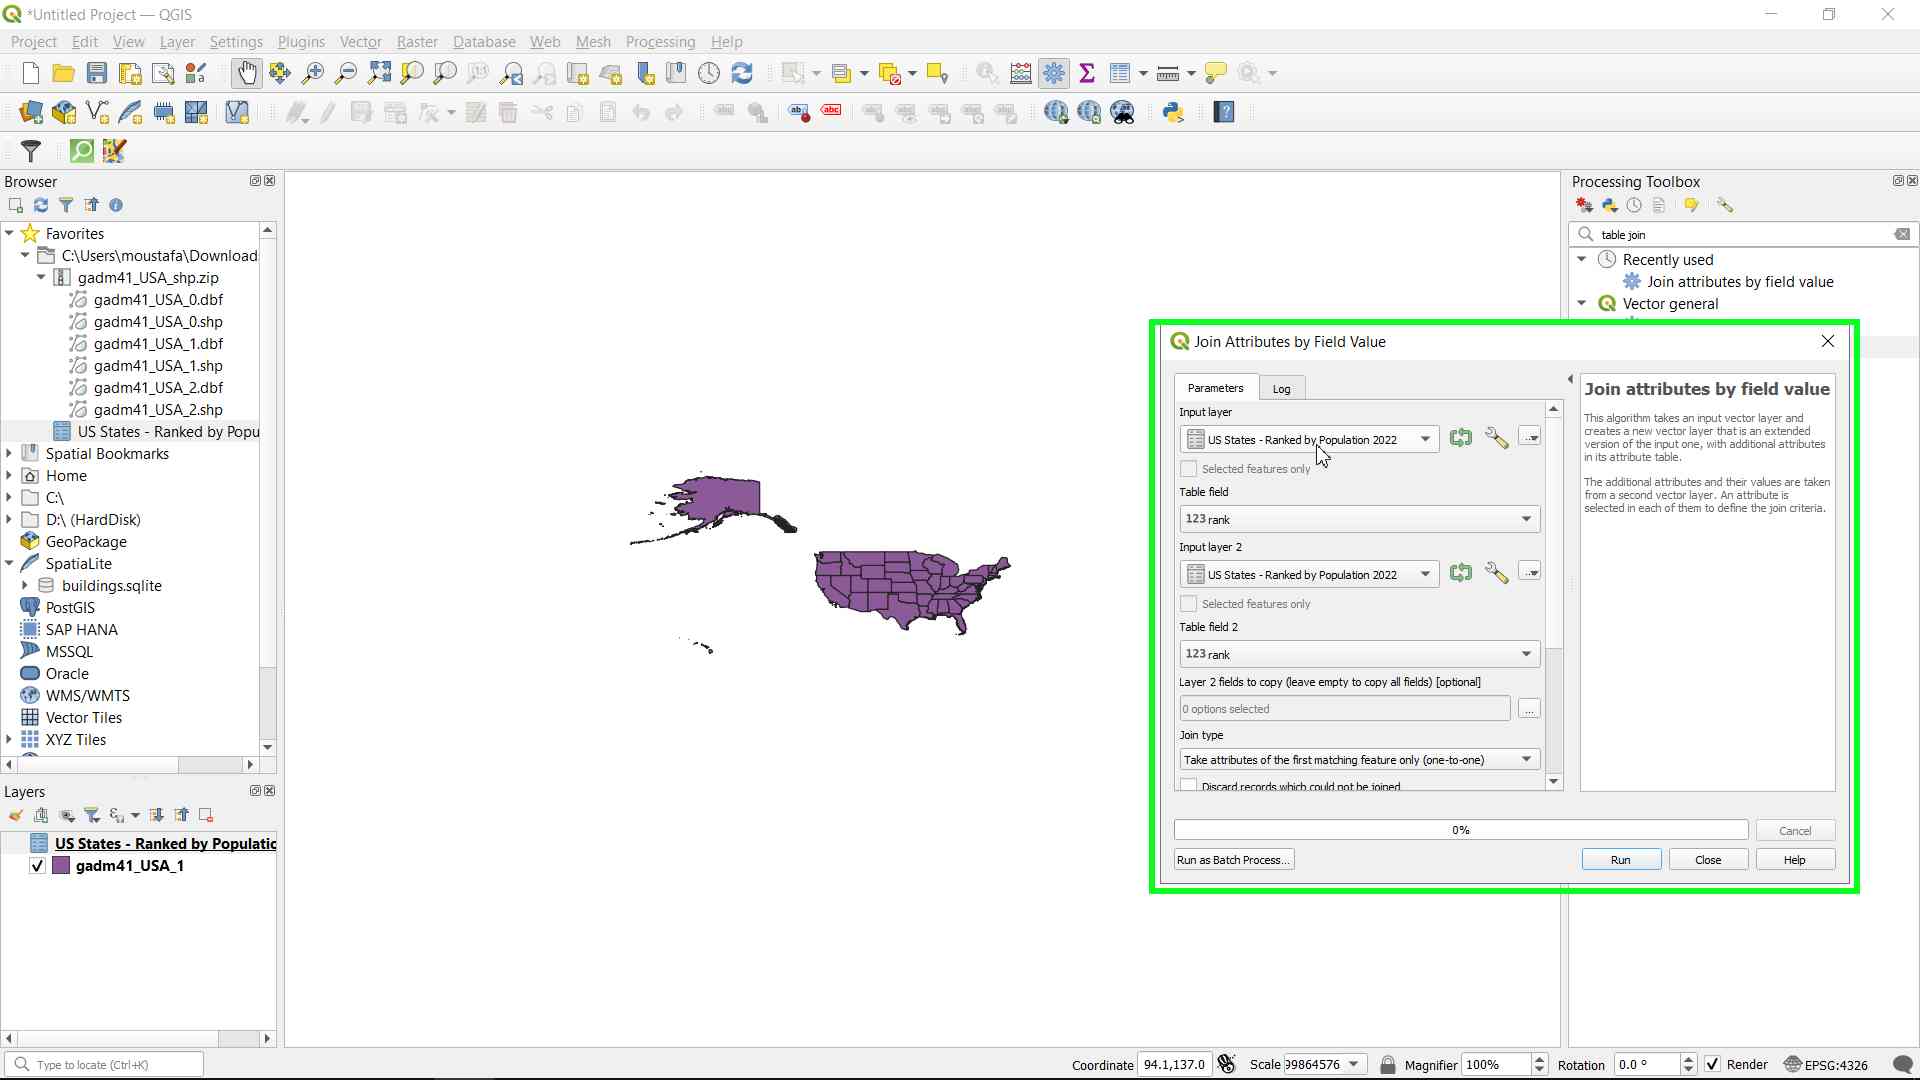 *Untitled Project — QGIS
Project Edit View Layer Settings Plugins Vector Raster Database Web Mesh Processing Help
Browser
Favorites
C:\Users\moustafa\Download
gadm41_USA_shp.zip
gadm41_USA_0.dbf
gadm41_USA_0.shp
gadm41_USA_1.dbf
gadm41_USA_1.shp
gadm41_USA_2.dbf
gadm41_USA_2.shp
US States - Ranked by Popu
Spatial Bookmarks
Home
C:\
D:\ (HardDisk)
GeoPackage
SpatiaLite
buildings.sqlite
PostGIS
SAP HANA
MSSQL
Oracle
WMS/WMTS
Vector Tiles
XYZ Tiles
Layers
US States - Ranked by Populatic
gadm41_USA_1
Processing Toolbox
table join
Recently used
Join attributes by field value
Vector general
Join Attributes by Field Value
Parameters Log
Input layer
US States - Ranked by Population 2022
Selected features only
Table field
123 rank
Input layer 2
US States - Ranked by Population 2022
Selected features only
Table field 2
123 rank
Layer 2 fields to copy (leave empty to copy all fields) [optional]
0 options selected
...
Join type
Take attributes of the first matching feature only (one-to-one)
Discard records which could not be joined
Join attributes by field value
This algorithm takes an input vector layer and
creates a new vector layer that is an extended
version of the input one, with additional attributes
in its attribute table.
The additional attributes and their values are taken
from a second vector layer. An attribute is
selected in each of them to define the join criteria.
0%
Cancel
Run as Batch Process...
Run
Close
Help
Type to locate (Ctrl+K)
Coordinate 94.1,137.0
Scale 99864576
Magnifier 100%
Rotation 0.0 °
Render
EPSG:4326